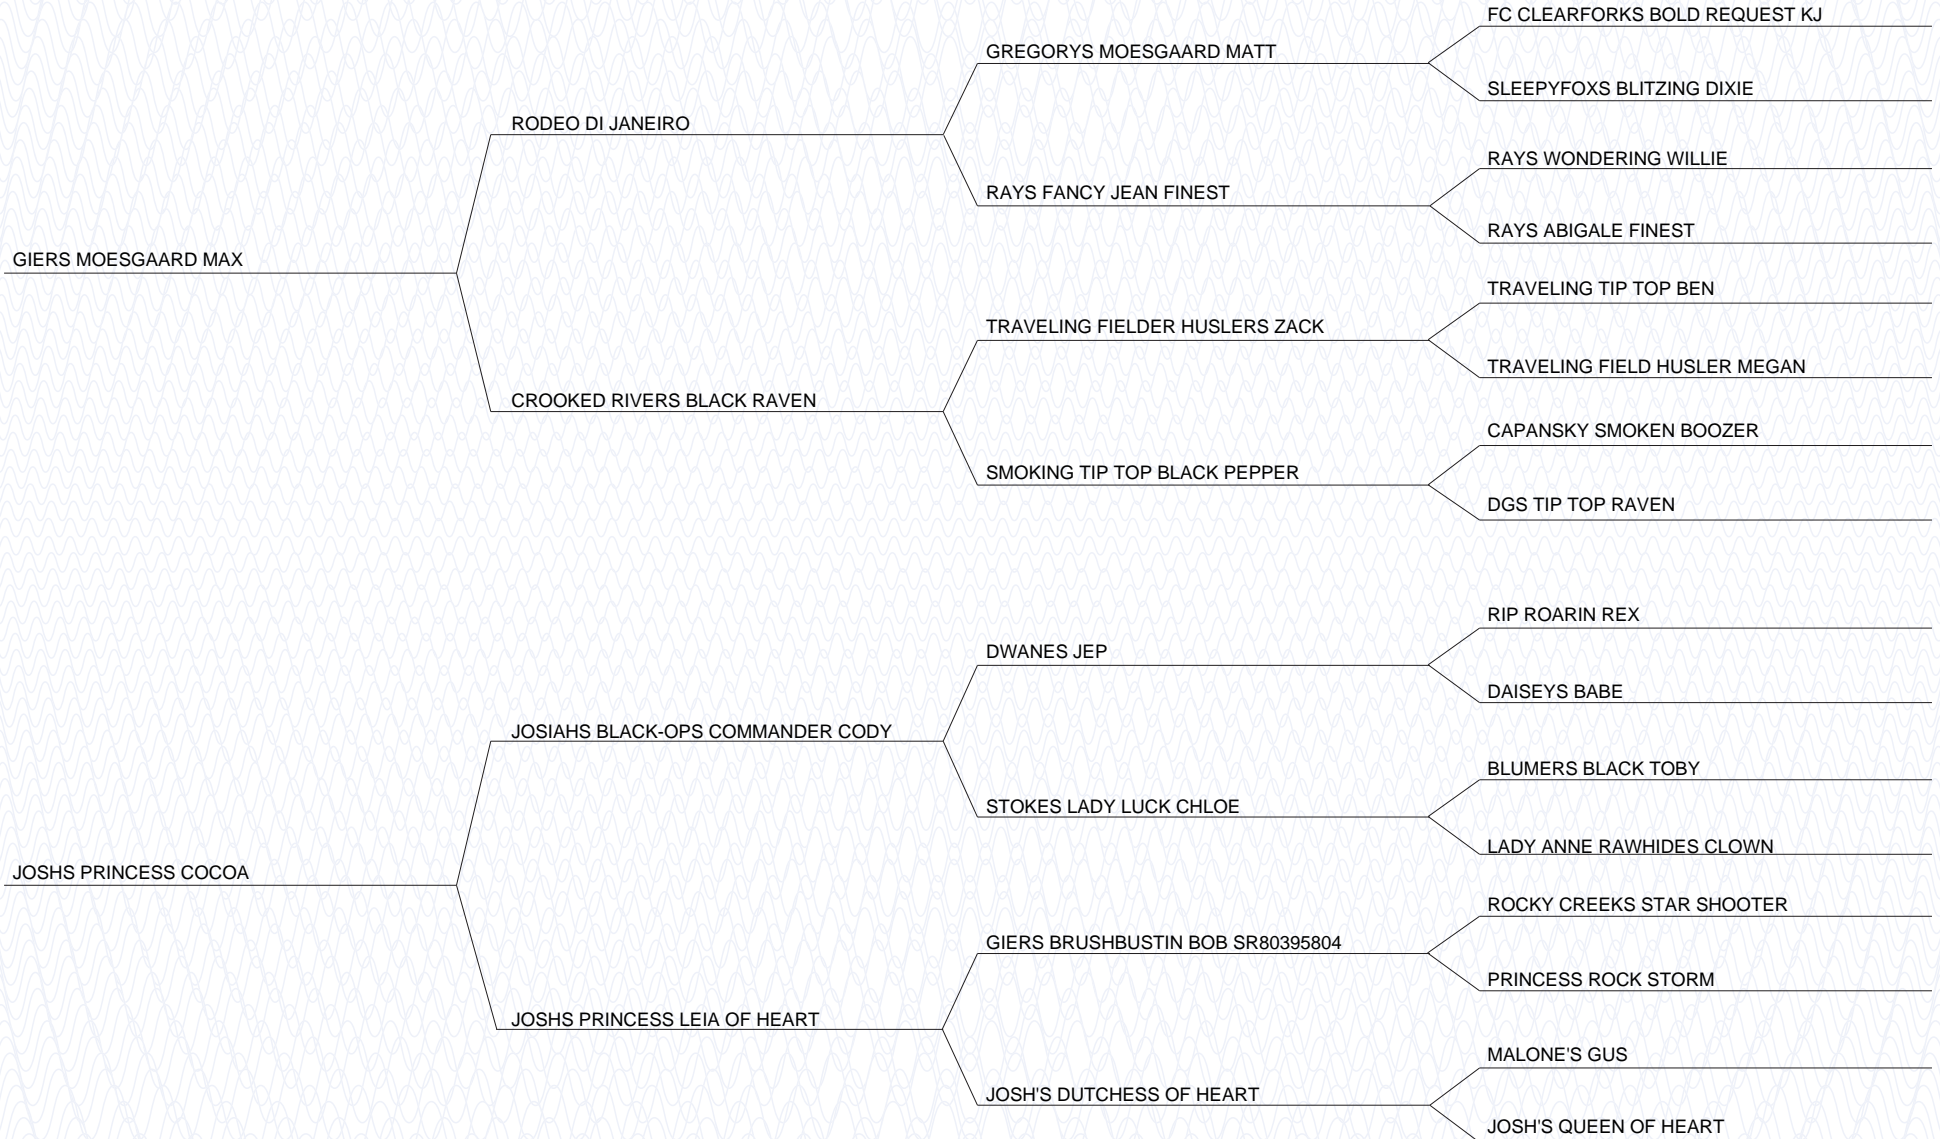 FC CLEARFORKS BOLD REQUEST KJ
GREGORYS MOESGAARD MATT
SLEEPYFOXS BLITZING DIXIE
RODEO DI JANEIRO
RAYS WONDERING WILLIE
RAYS FANCY JEAN FINEST
RAYS ABIGALE FINEST
GIERS MOESGAARD MAX
TRAVELING TIP TOP BEN
TRAVELING FIELDER HUSLERS ZACK
TRAVELING FIELD HUSLER MEGAN
CROOKED RIVERS BLACK RAVEN
CAPANSKY SMOKEN BOOZER
SMOKING TIP TOP BLACK PEPPER
DGS TIP TOP RAVEN
RIP ROARIN REX
DWANES JEP
DAISEYS BABE
JOSIAHS BLACK-OPS COMMANDER CODY
BLUMERS BLACK TOBY
STOKES LADY LUCK CHLOE
LADY ANNE RAWHIDES CLOWN
JOSHS PRINCESS COCOA
ROCKY CREEKS STAR SHOOTER
GIERS BRUSHBUSTIN BOB SR80395804
PRINCESS ROCK STORM
JOSHS PRINCESS LEIA OF HEART
MALONE'S GUS
JOSH'S DUTCHESS OF HEART
JOSH'S QUEEN OF HEART